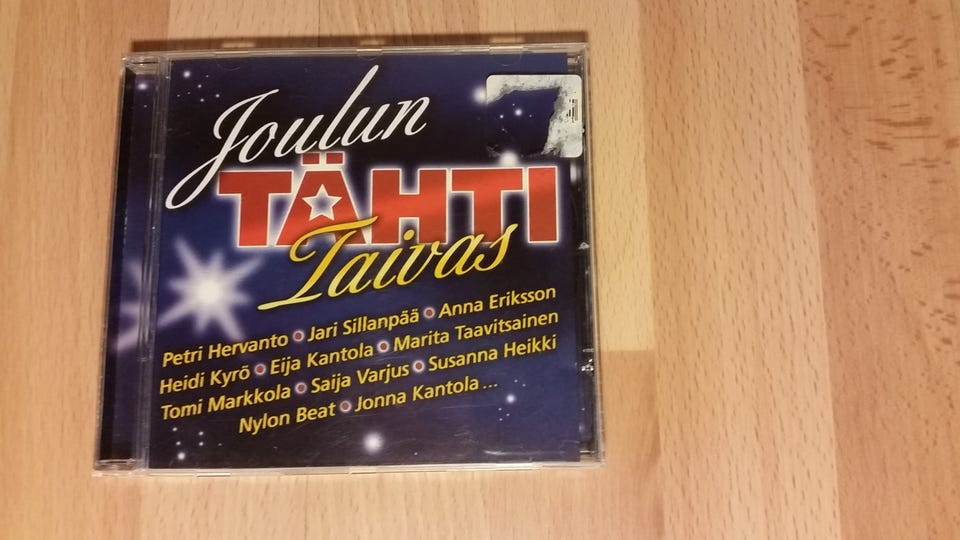 Joulun
TÄHTI
Taivas
Petri Hervanto • Jari Sillanpää • Anna Eriksson
Heidi Kyrö • Eija Kantola • Marita Taavitsainen
Tomi Markkola • Saija Varjus • Susanna Heikki
Nylon Beat • Jonna Kantola ...